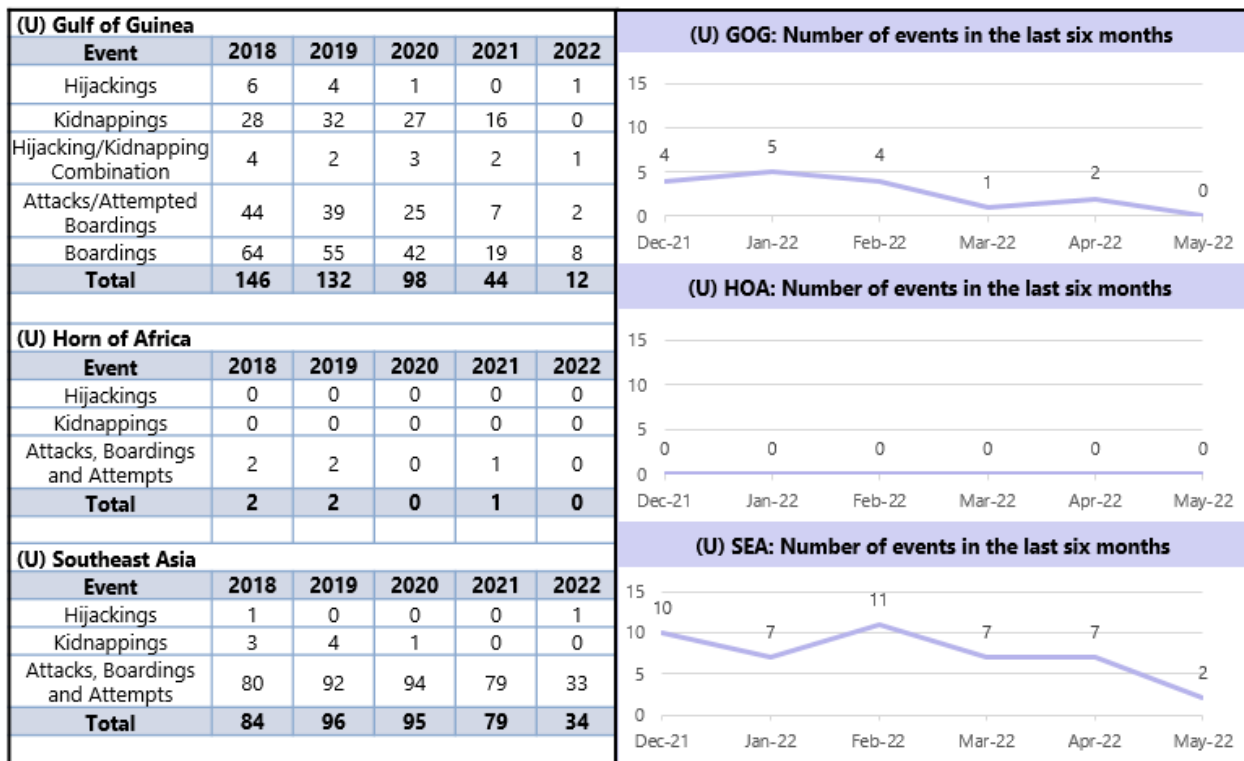 (U) Gulf of Guinea
Event 2018 2019 2020 2021 2022
Hijackings 6 4 1 0 1
Kidnappings 28 32 27 16 0
Hijacking/Kidnapping
Combination 4 2 3 2 1
Attacks/Attempted
Boardings 44 39 25 7 2
Boardings 64 55 42 19 8
Total 146 132 98 44 12
(U) Horn of Africa
Event 2018 2019 2020 2021 2022
Hijackings 0 0 0 0 0
Kidnappings 0 0 0 0 0
Attacks, Boardings
and Attempts 2 2 0 1 0
Total 2 2 0 1 0
(U) Southeast Asia
Event 2018 2019 2020 2021 2022
Hijackings 1 0 0 0 1
Kidnappings 3 4 1 0 0
Attacks, Boardings
and Attempts 80 92 94 79 33
Total 84 96 95 79 34
(U) GOG: Number of events in the last six months
15
10
5
0
4 5 4 1 2 0
Dec-21 Jan-22 Feb-22 Mar-22 Apr-22 May-22
(U) HOA: Number of events in the last six months
15
10
5
0
0 0 0 0 0 0
Dec-21 Jan-22 Feb-22 Mar-22 Apr-22 May-22
(U) SEA: Number of events in the last six months
15
10
5
0
10 7 11 7 7 2
Dec-21 Jan-22 Feb-22 Mar-22 Apr-22 May-22